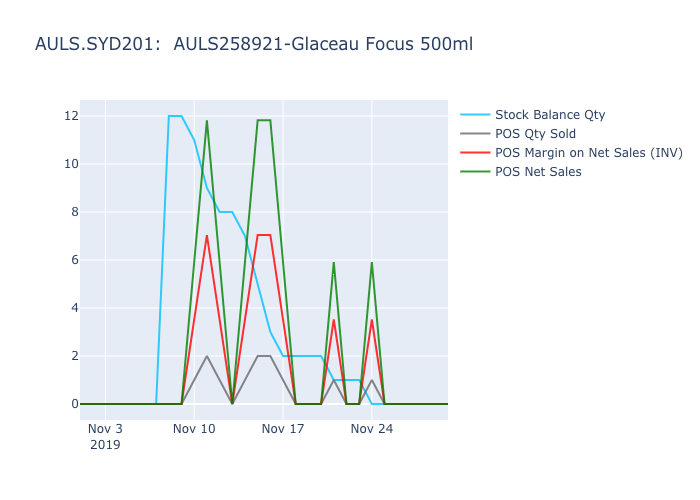 AULS.SYD201:  AULS258921-Glaceau Focus 500ml
Stock Balance Qty
POS Qty Sold
POS Margin on Net Sales (INV)
POS Net Sales
12
10
8
6
4
2
0
Nov 3
2019
Nov 10
Nov 17
Nov 24